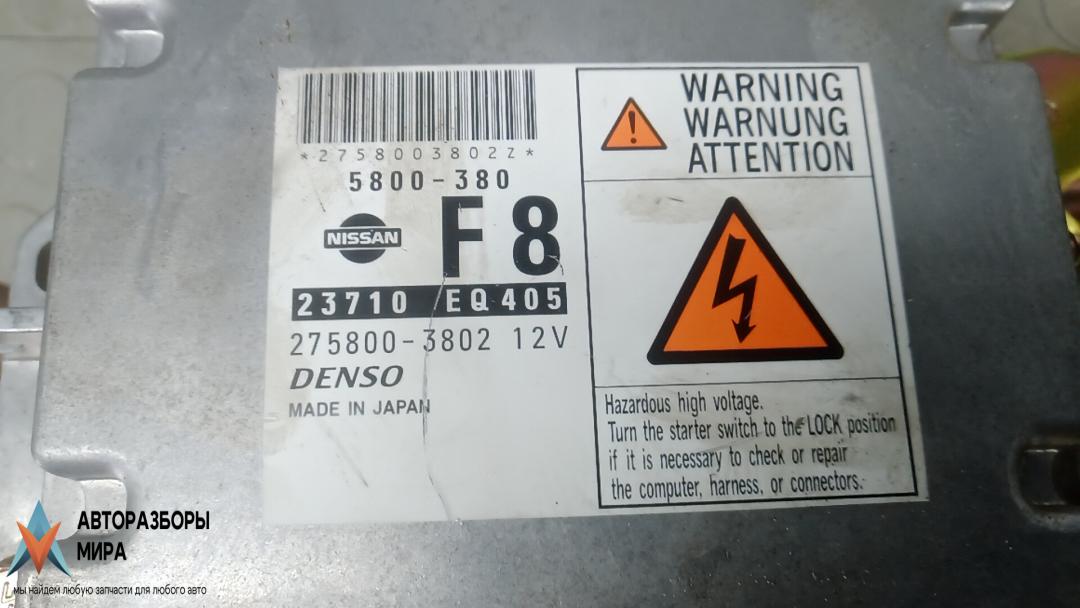 *2758003802Z*
5800-380
NISSAN
F8
23710 EQ405
275800-3802 12V
DENSO
MADE IN JAPAN
WARNING
WARNUNG
ATTENTION
Hazardous high voltage.
Turn the starter switch to the LOCK position
if it is necessary to check or repair
the computer, harness, or connectors.
АВТОРАЗБОРЫ
МИРА
мы найдем любую запчасти для любого авто